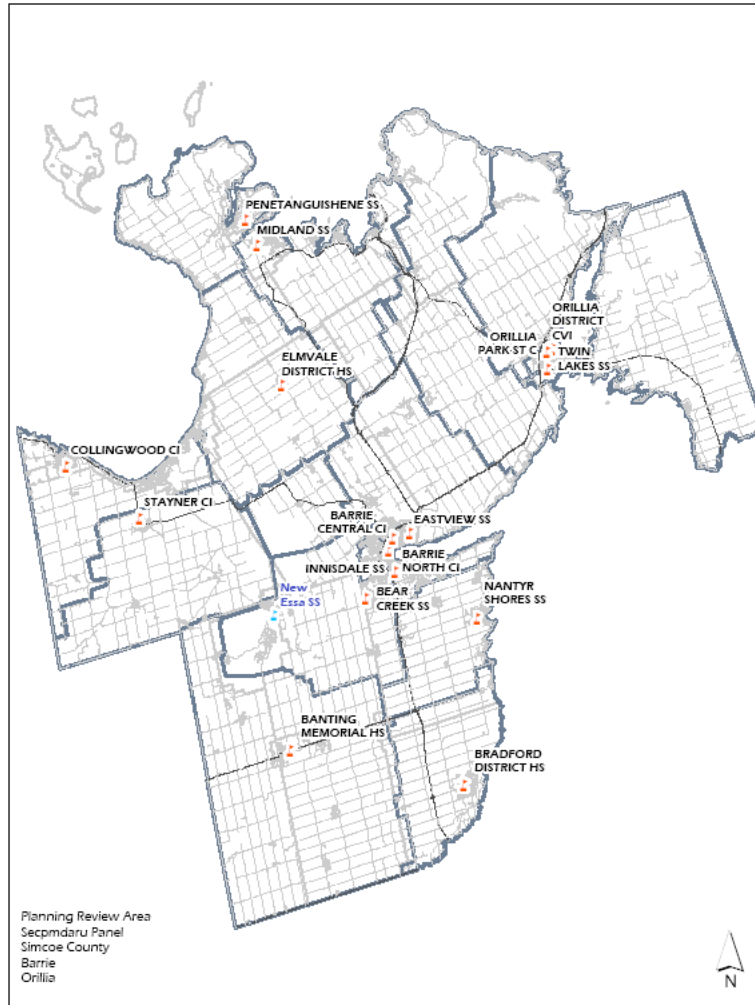 PENETANGUISHENE SS
MIDLAND SS
ORILLIA
DISTRICT
CVI
ORILLIA
PARK ST C
TWIN
LAKES SS
ELMVALE
DISTRICT HS
COLLINGWOOD CI
STAYNER CI
BARRIE
CENTRAL CI
EASTVIEW SS
INNISDALE SS
BARRIE
NORTH CI
BEAR
CREEK SS
New
Essa SS
NANTYR
SHORES SS
BANTING
MEMORIAL HS
BRADFORD
DISTRICT HS
Planning Review Area
Secpmdaru Panel
Simcoe County
Barrie
Orillia
N